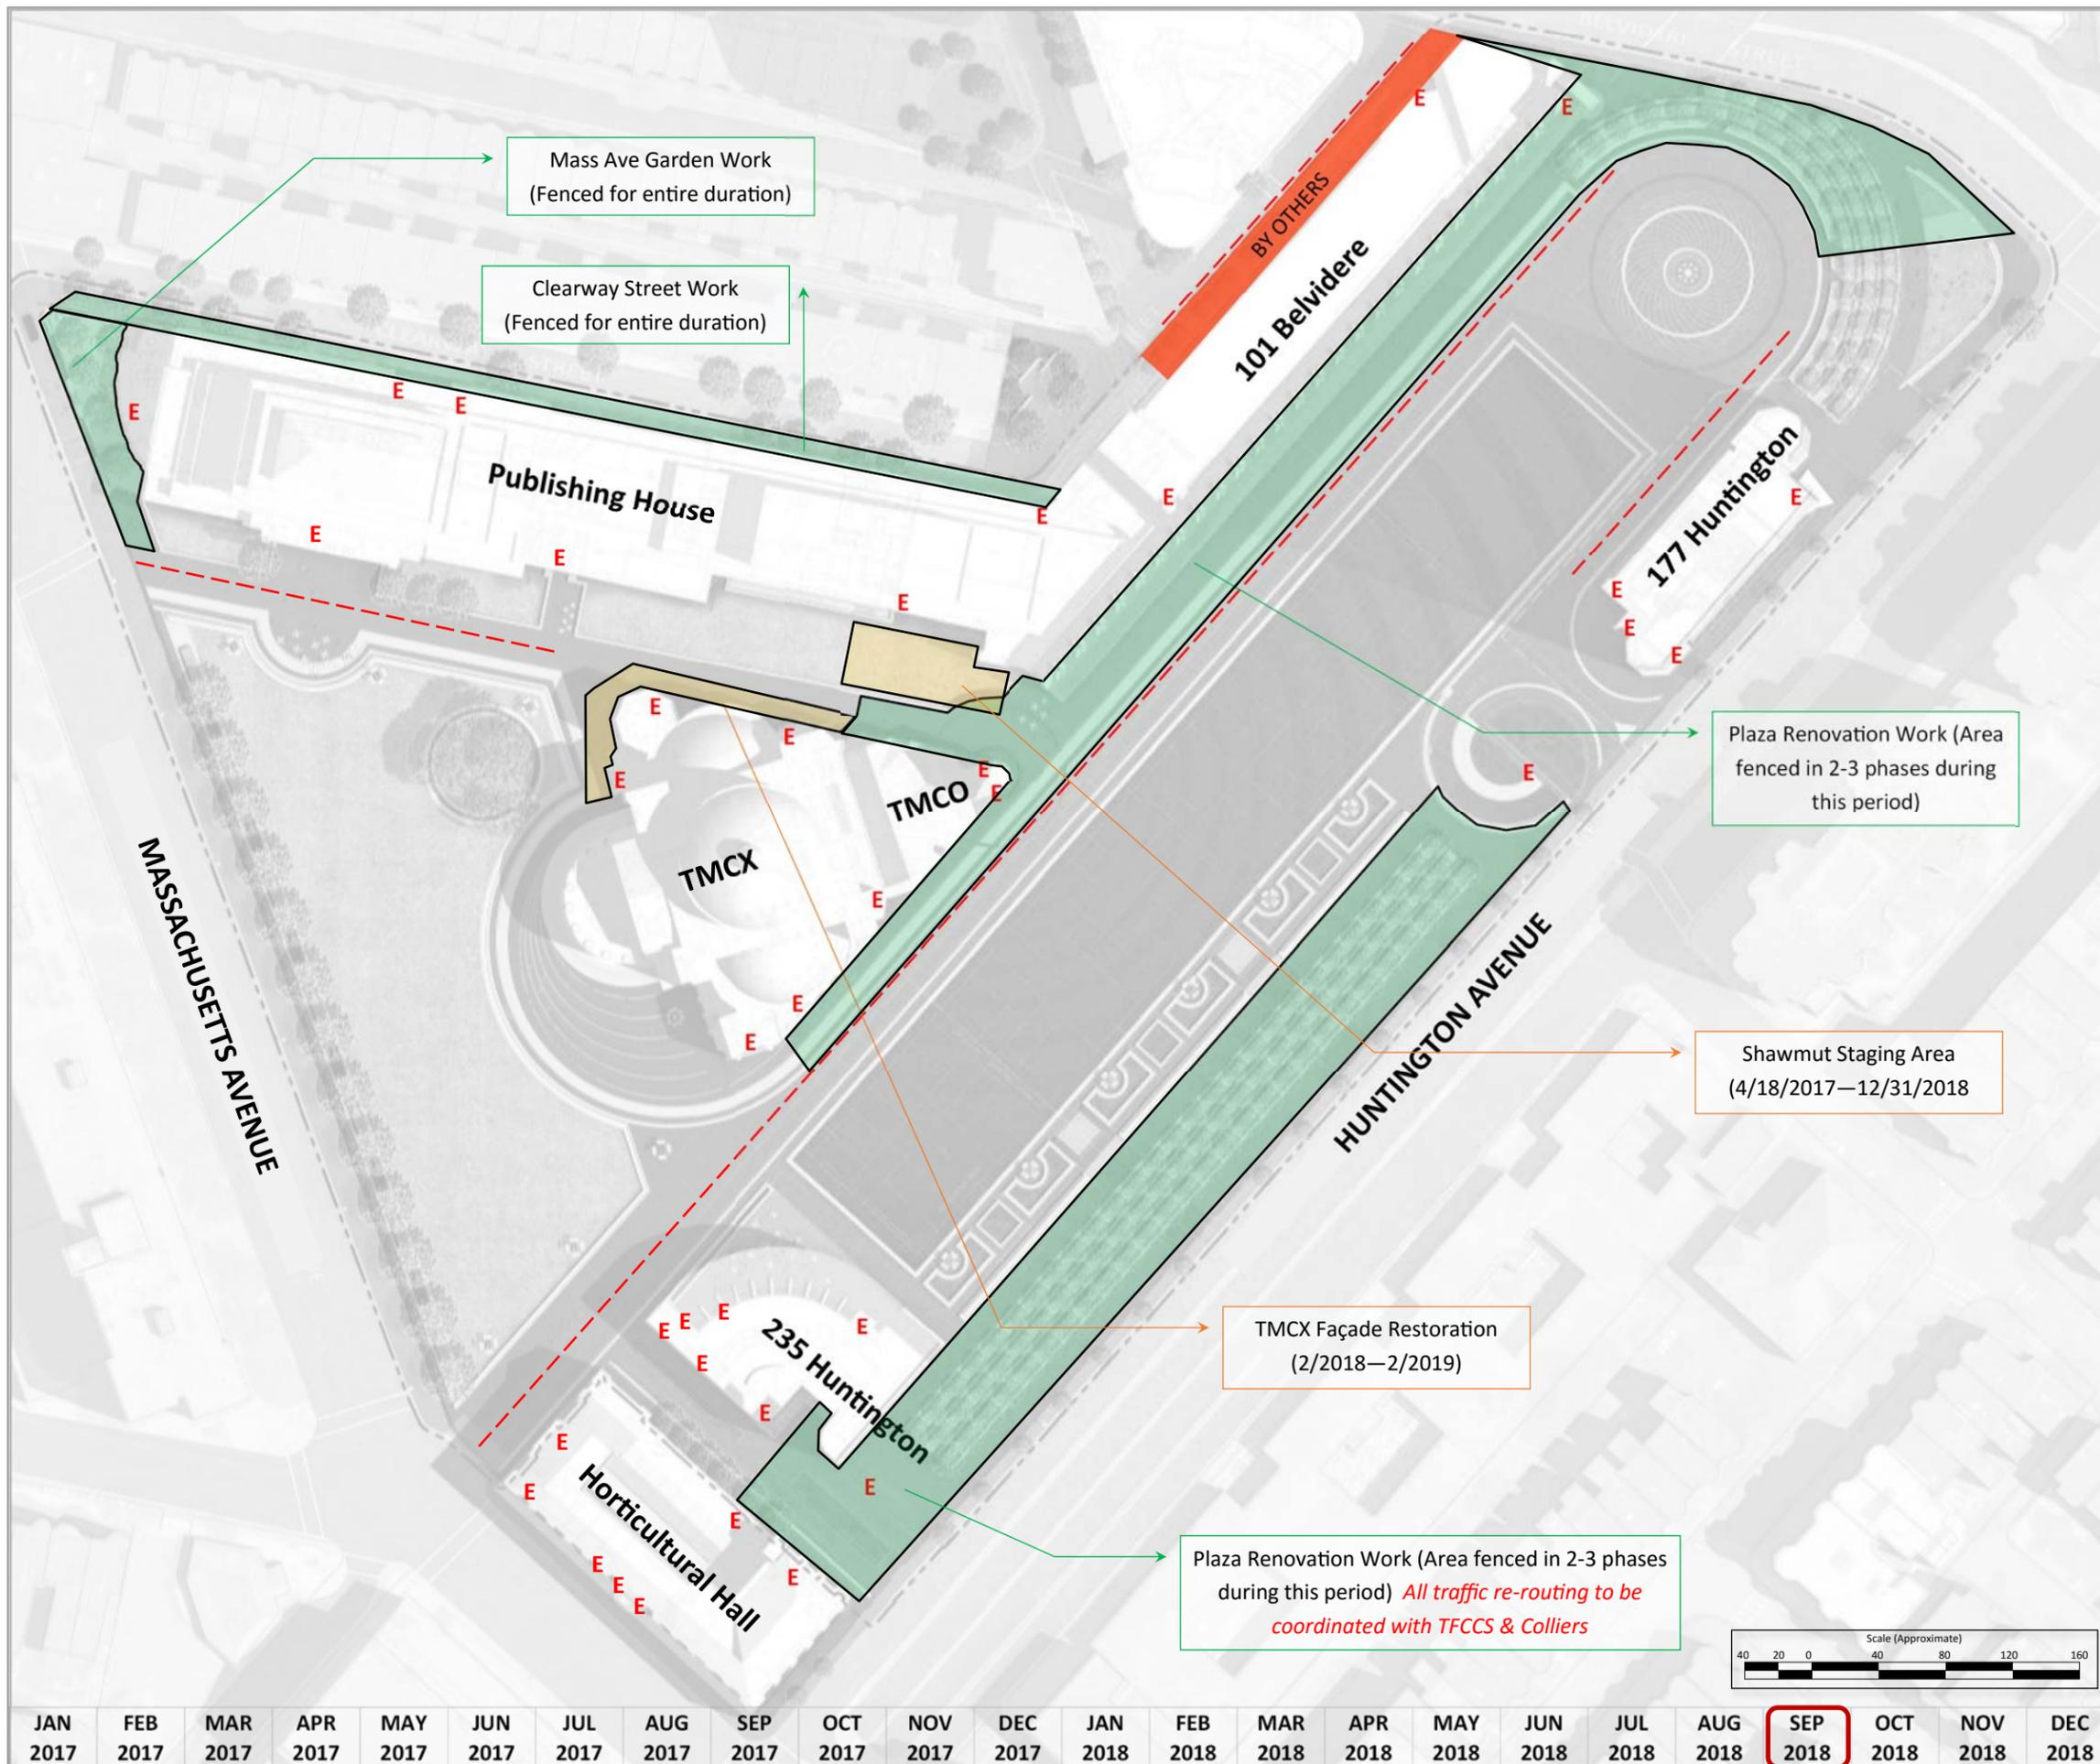 BELVIDERE STREET
E
E
Mass Ave Garden Work
(Fenced for entire duration)
BY OTHERS
Clearway Street Work
(Fenced for entire duration)
101 Belvidere
E
E
E
Publishing House
E
E
E
177 Huntington
E
E
E
E
E
E
E
E
E
E
E
E
E
TMCO
E
Plaza Renovation Work (Area
fenced in 2-3 phases during
this period)
TMCX
E
MASSACHUSETTS AVENUE
HUNTINGTON AVENUE
E
E
Shawmut Staging Area
(4/18/2017—12/31/2018
E
E
E
E
E
235 Huntington
TMCX Façade Restoration
(2/2018—2/2019)
E
E
E
E
E
Horticultural Hall
E
E
E
E
E
Plaza Renovation Work (Area fenced in 2-3 phases
during this period) All traffic re-routing to be
coordinated with TFCCS & Colliers
Scale (Approximate)
40 20 0 40 80 120 160
JAN FEB MAR APR MAY JUN JUL AUG SEP OCT NOV DEC JAN FEB MAR APR MAY JUN JUL AUG SEP OCT NOV DEC
2017 2017 2017 2017 2017 2017 2017 2017 2017 2017 2017 2017 2018 2018 2018 2018 2018 2018 2018 2018 2018 2018 2018 2018